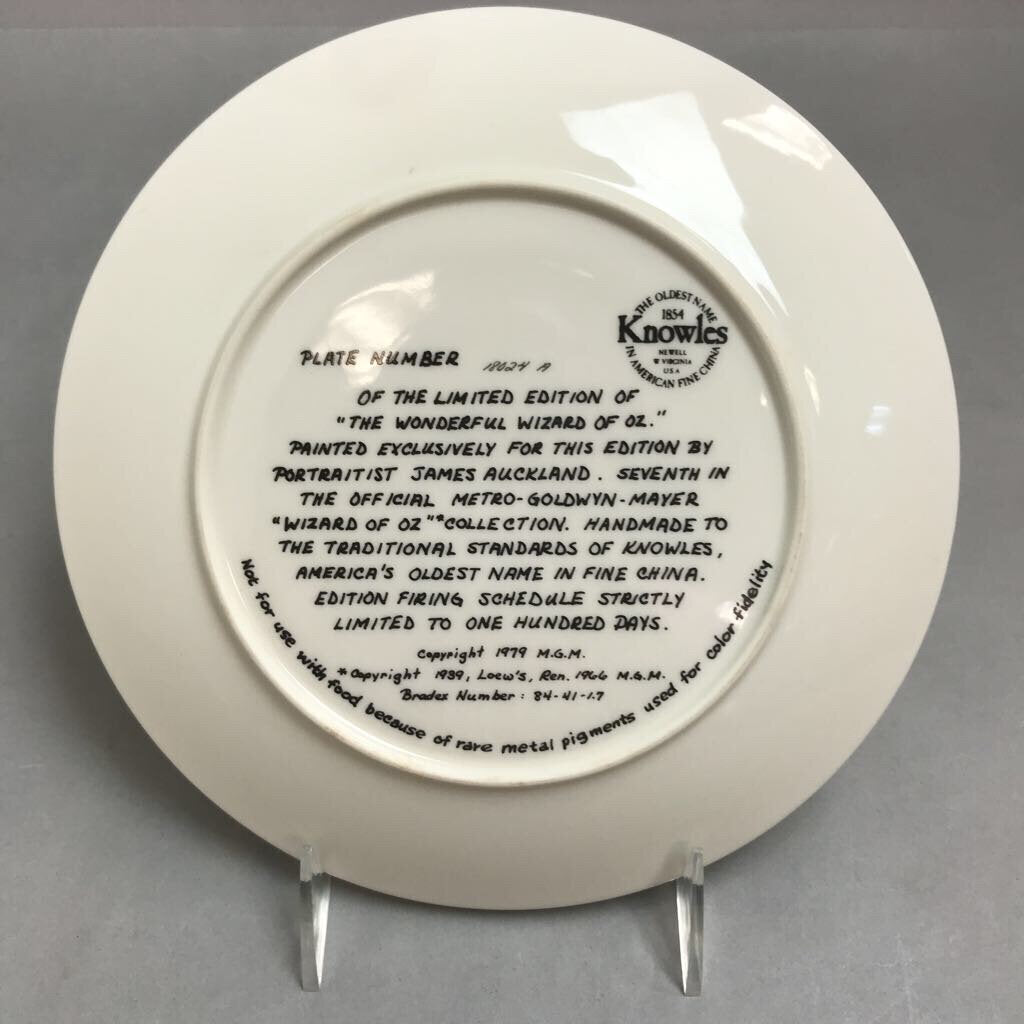 THE OLDEST NAME
1854
Knowles
NEWELL
W VIRGINIA
USA
IN AMERICAN FINE CHINA
PLATE NUMBER 18024 A
OF THE LIMITED EDITION OF
"THE WONDERFUL WIZARD OF OZ."
PAINTED EXCLUSIVELY FOR THIS EDITION BY
PORTRAITIST JAMES AUCKLAND. SEVENTH IN
THE OFFICIAL METRO-GOLDWYN-MAYER
"WIZARD OF OZ"* COLLECTION. HANDMADE TO
THE TRADITIONAL STANDARDS OF KNOWLES,
AMERICA'S OLDEST NAME IN FINE CHINA.
EDITION FIRING SCHEDULE STRICTLY
LIMITED TO ONE HUNDRED DAYS.
Copyright 1979 M.G.M.
*Copyright 1939, Loew's, Ren. 1966 M.G.M.
Bradex Number: 84-41-1.7
Not for use with food because of rare metal pigments used for color fidelity